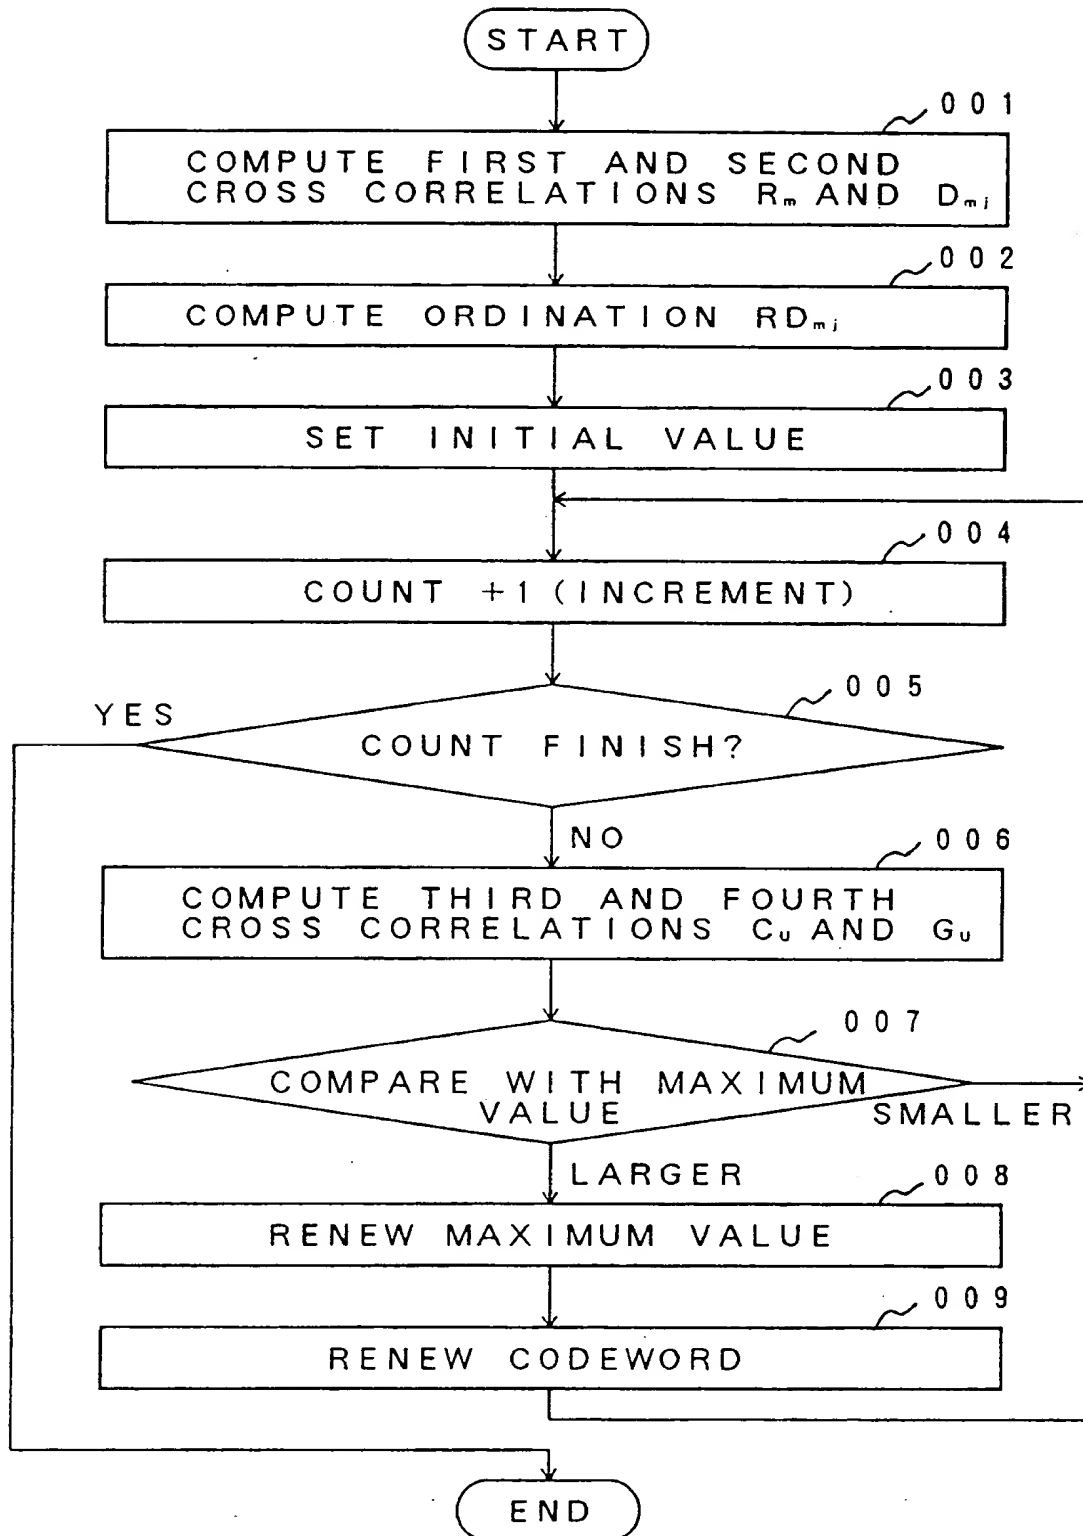 START
001
COMPUTE FIRST AND SECOND
CROSS CORRELATIONS Rm AND Dmj
002
COMPUTE ORDINATION RDmj
003
SET INITIAL VALUE
004
COUNT +1 (INCREMENT)
005
YES
COUNT FINISH?
NO
006
COMPUTE THIRD AND FOURTH
CROSS CORRELATIONS Cu AND Gu
007
COMPARE WITH MAXIMUM
VALUE
SMALLER
LARGER
008
RENEW MAXIMUM VALUE
009
RENEW CODEWORD
END